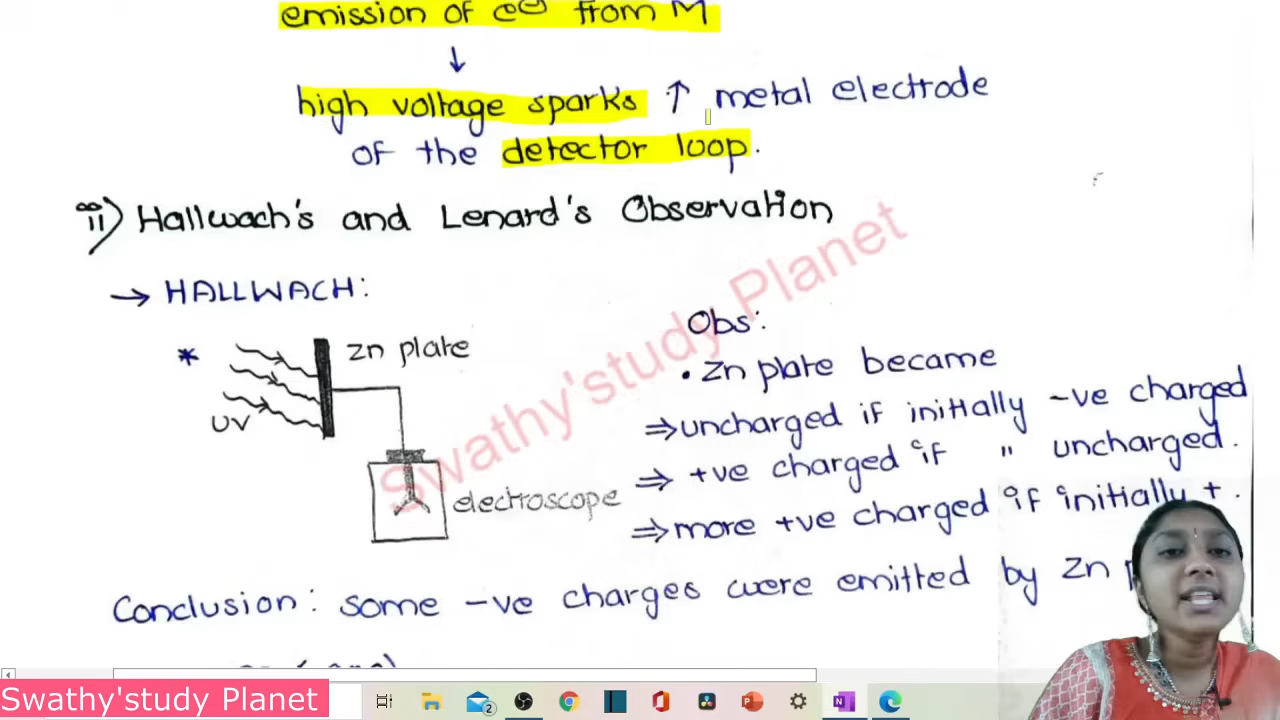 emission of e⊖ from M
↓
high voltage sparks ↑ metal electrode
of the detector loop.
ii) Hallwach's and Lenard's Observation
→ HALLWACH:
* Zn plate
UV
electroscope
Obs:
• Zn plate became
⇒ uncharged if initially -ve charged
⇒ +ve charged if " uncharged.
⇒ more +ve charged if initially +.
Conclusion: some -ve charges were emitted by Zn
Swathy'study Planet
Swathy'study Planet
2